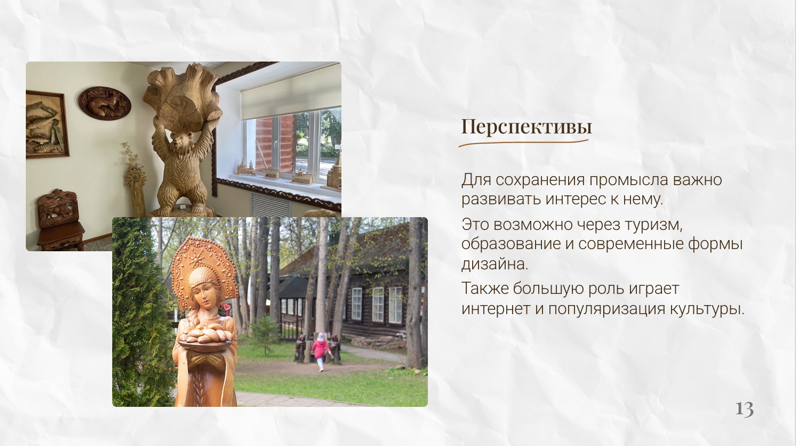 Перспективы
Для сохранения промысла важно
развивать интерес к нему.
Это возможно через туризм,
образование и современные формы
дизайна.
Также большую роль играет
интернет и популяризация культуры.
13